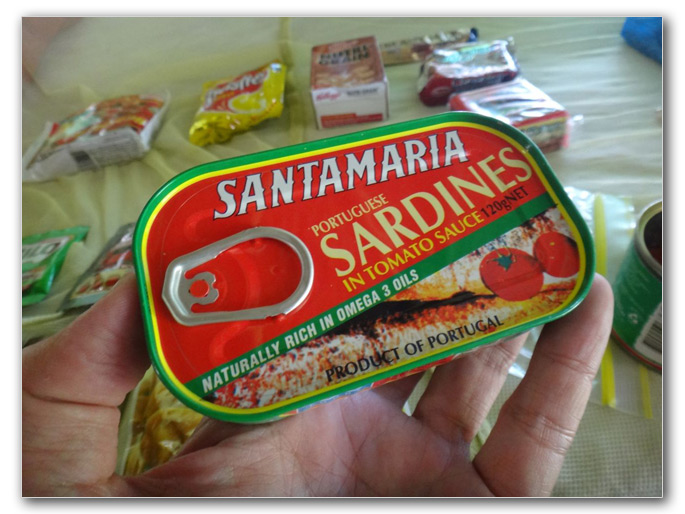 SANTAMARIA
PORTUGUESE
SARDINES
IN TOMATO SAUCE 120gNET
NATURALLY RICH IN OMEGA 3 OILS
PRODUCT OF PORTUGAL